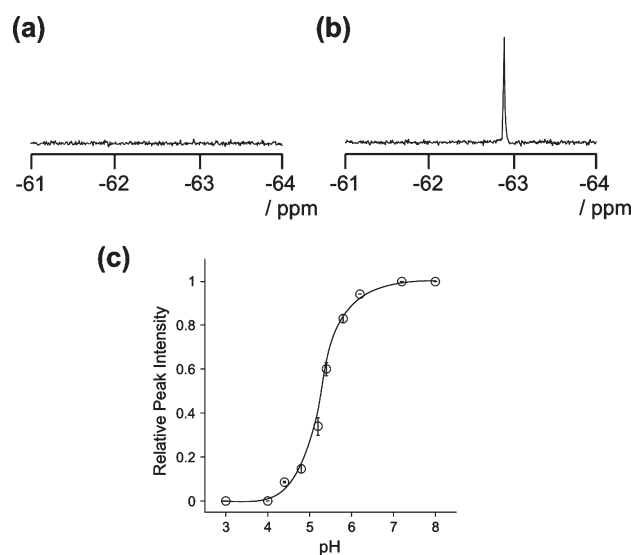 (a)
(b)
-61 -62 -63 -64
/ ppm
-61 -62 -63 -64
/ ppm
(c)
Relative Peak Intensity
1
0.8
0.6
0.4
0.2
0
3 4 5 6 7 8
pH